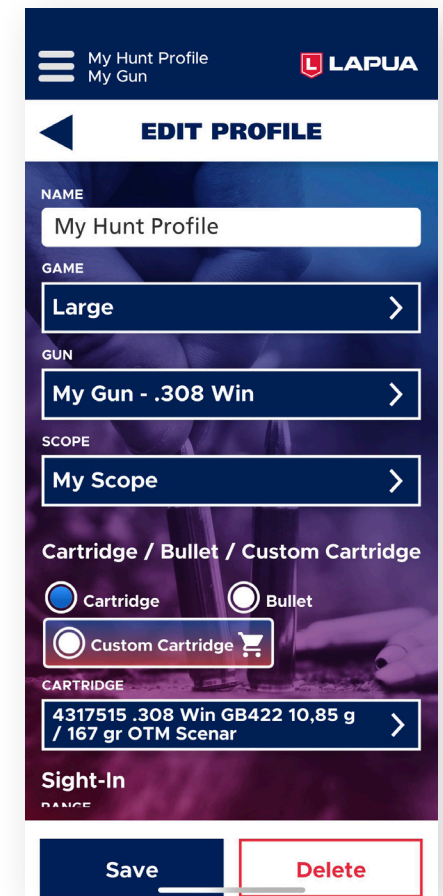 My Hunt Profile
My Gun
LAPUA
EDIT PROFILE
NAME
My Hunt Profile
GAME
Large
GUN
My Gun - .308 Win
SCOPE
My Scope
Cartridge / Bullet / Custom Cartridge
Cartridge
Bullet
Custom Cartridge
CARTRIDGE
4317515 .308 Win GB422 10,85 g
/ 167 gr OTM Scenar
Sight-In
RANGE
Save
Delete